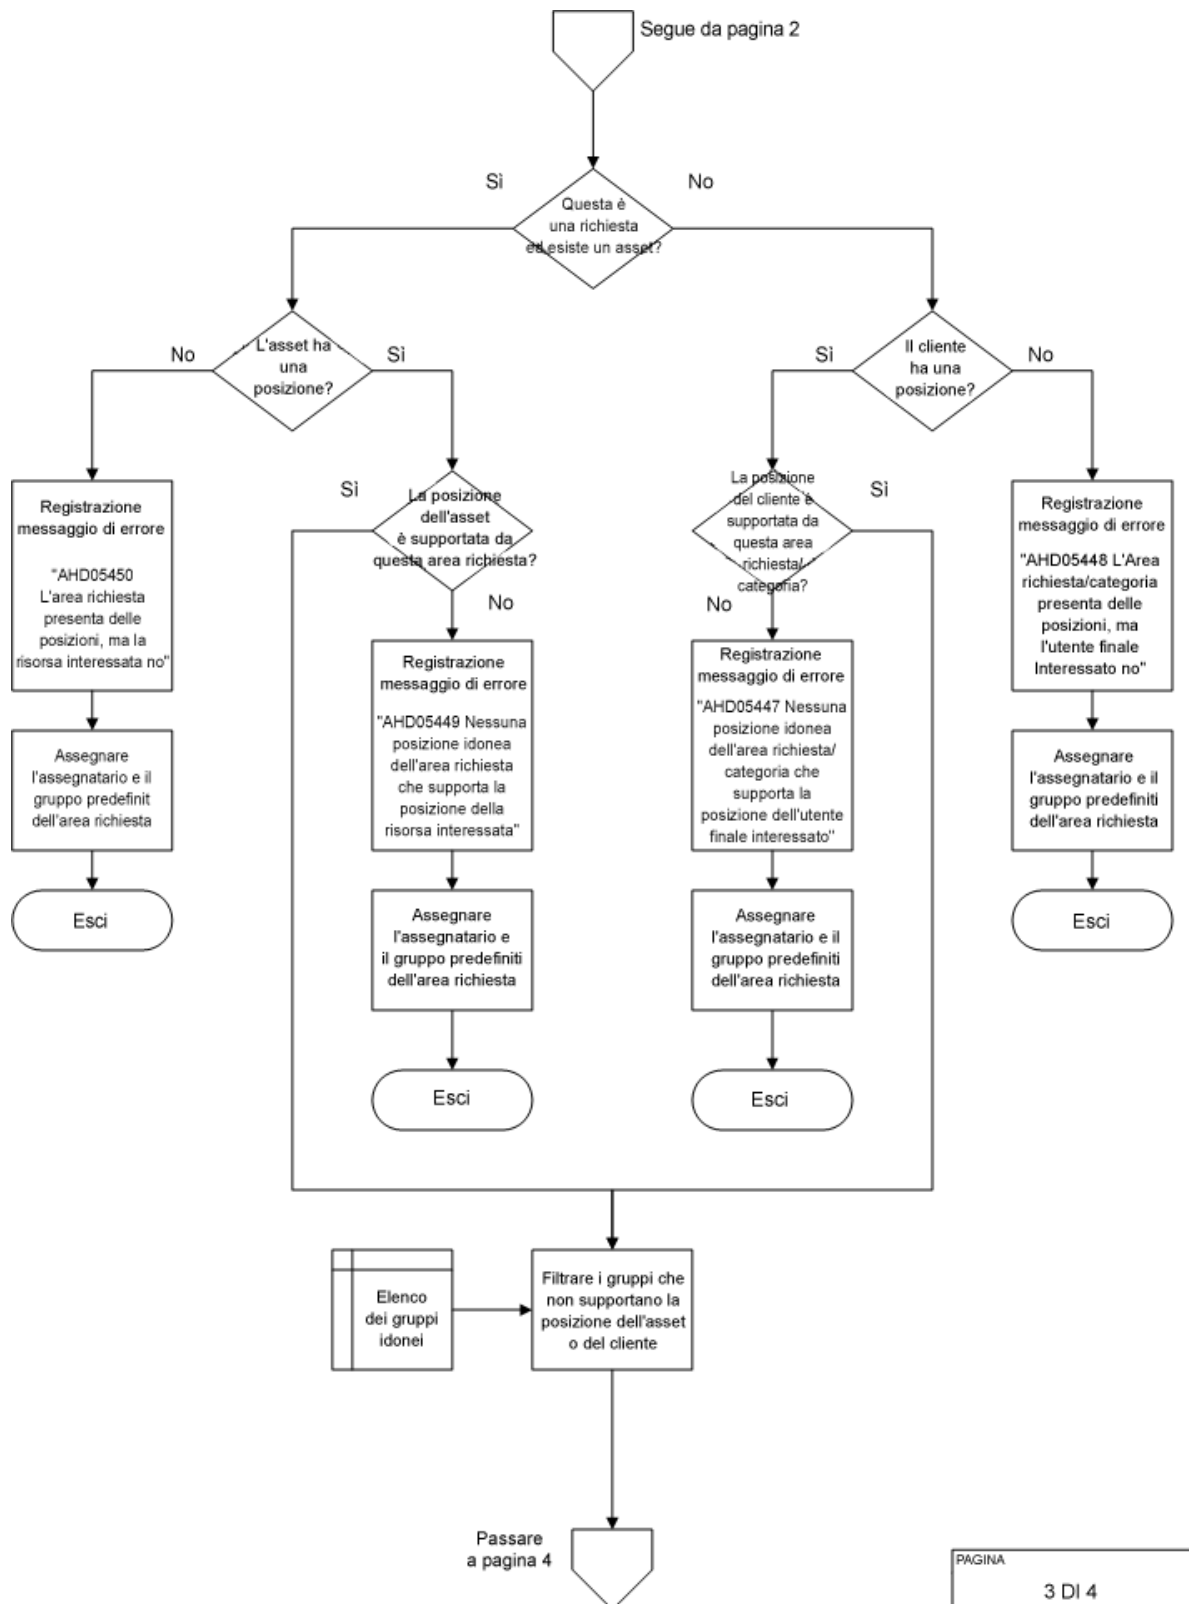 Segue da pagina 2
Sì
No
Questa è
una richiesta
ed esiste un asset?
No
L'asset ha
una
posizione?
Sì
Sì
Il cliente
ha una
posizione?
No
Registrazione
messaggio di errore
"AHD05450
L'area richiesta
presenta delle
posizioni, ma la
risorsa interessata no"
Assegnare
l'assegnatario e il
gruppo predefinit
dell'area richiesta
Esci
Sì
La posizione
dell'asset
è supportata da
questa area richiesta?
No
Registrazione
messaggio di errore
"AHD05449 Nessuna
posizione idonea
dell'area richiesta
che supporta la
posizione della
risorsa interessata"
Assegnare
l'assegnatario e
il gruppo predefiniti
dell'area richiesta
Esci
La posizione
del cliente è
supportata da
questa area
richiesta/
categoria?
Sì
No
Registrazione
messaggio di errore
"AHD05447 Nessuna
posizione idonea
dell'area richiesta/
categoria che
supporta la
posizione dell'utente
finale interessato"
Assegnare
l'assegnatario e il
gruppo predefiniti
dell'area richiesta
Esci
Registrazione
messaggio di errore
"AHD05448 L'Area
richiesta/categoria
presenta delle
posizioni, ma
l'utente finale
Interessato no"
Assegnare
l'assegnatario e il
gruppo predefiniti
dell'area richiesta
Esci
Elenco
dei gruppi
idonei
Filtrare i gruppi che
non supportano la
posizione dell'asset
o del cliente
Passare
a pagina 4
PAGINA
3 DI 4